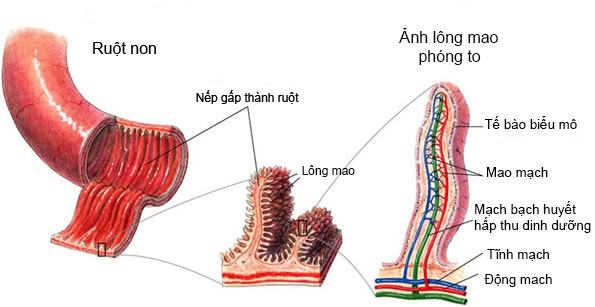 Ruột non
Ảnh lông mao
phóng to
Nếp gấp thành ruột
Lông mao
Tế bào biểu mô
Mao mạch
Mạch bạch huyết
hấp thu dinh dưỡng
Tĩnh mạch
Động mach